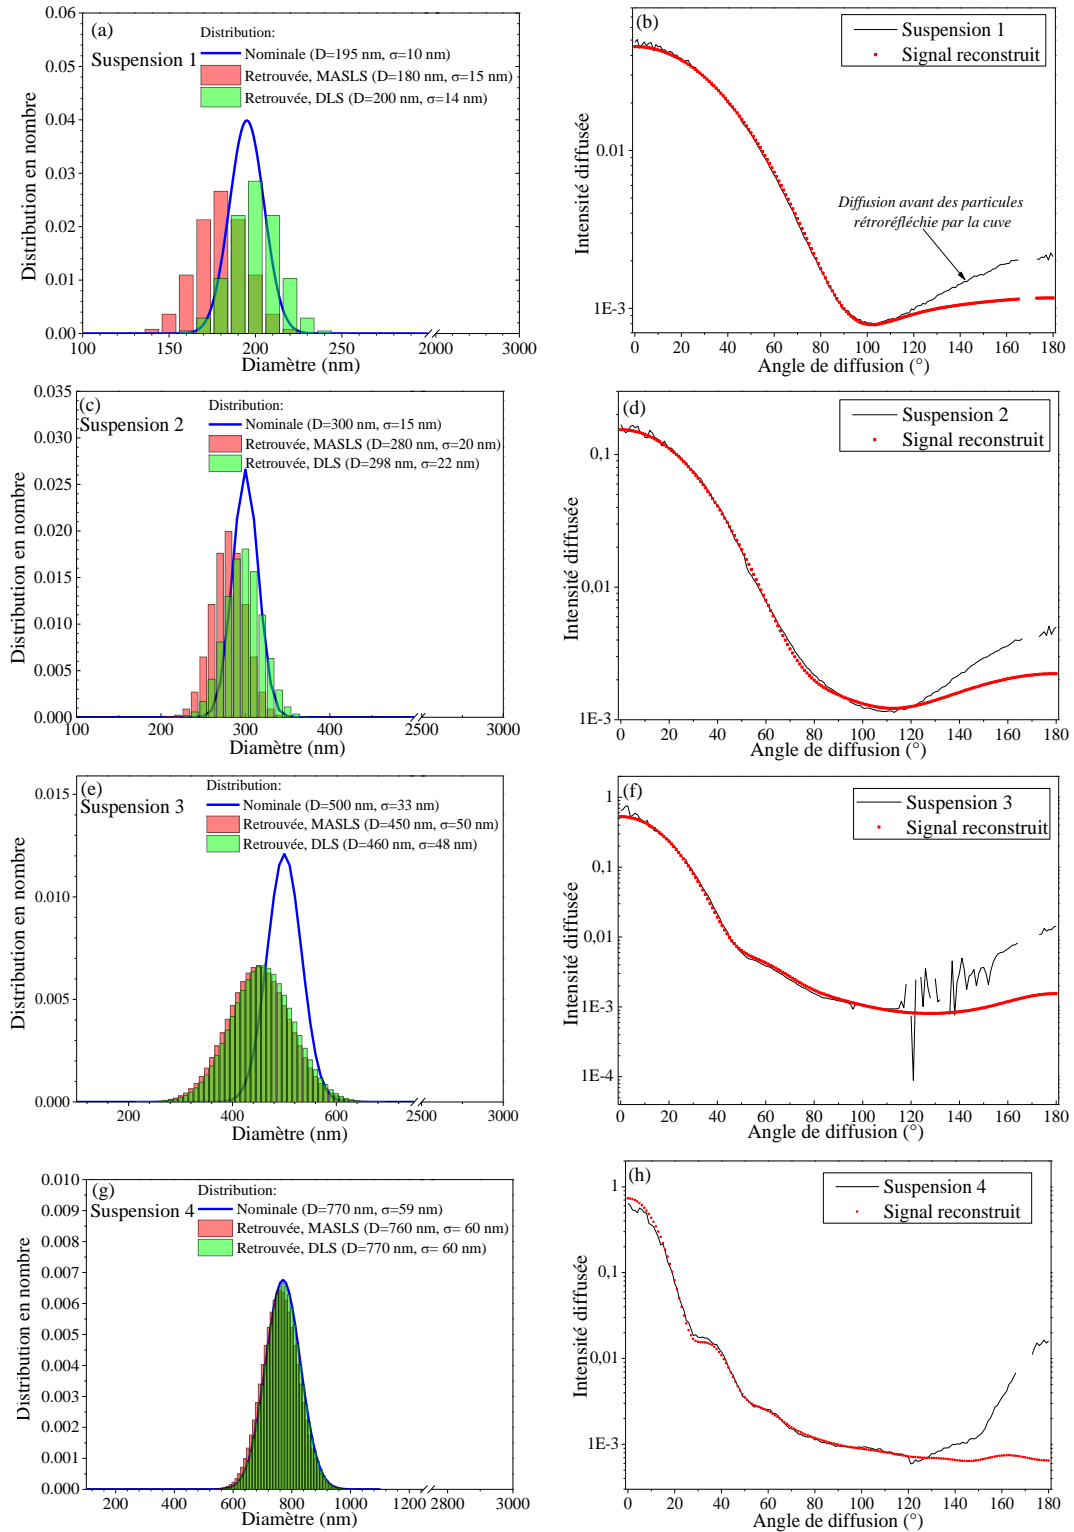 (a)
Suspension 1
Distribution:
Nominale (D=195 nm, σ=10 nm)
Retrouvée, MASLS (D=180 nm, σ=15 nm)
Retrouvée, DLS (D=200 nm, σ=14 nm)
Distribution en nombre
0.06
0.05
0.04
0.03
0.02
0.01
0.00
100 150 200 250 2000 3000
Diamètre (nm)
(b)
Suspension 1
Signal reconstruit
Diffusion avant des particules
rétroréfléchie par la cuve
Intensité diffusée
0.01
1E-3
0 20 40 60 80 100 120 140 160 180
Angle de diffusion (°)
(c)
Suspension 2
Distribution:
Nominale (D=300 nm, σ=15 nm)
Retrouvée, MASLS (D=280 nm, σ=20 nm)
Retrouvée, DLS (D=298 nm, σ=22 nm)
Distribution en nombre
0.035
0.030
0.025
0.020
0.015
0.010
0.005
0.000
100 200 300 400 2500 3000
Diamètre (nm)
(d)
Suspension 2
Signal reconstruit
Intensité diffusée
0,1
0,01
1E-3
0 20 40 60 80 100 120 140 160 180
Angle de diffusion (°)
(e)
Suspension 3
Distribution:
Nominale (D=500 nm, σ=33 nm)
Retrouvée, MASLS (D=450 nm, σ=50 nm)
Retrouvée, DLS (D=460 nm, σ=48 nm)
Distribution en nombre
0.015
0.010
0.005
0.000
200 400 600 2500 3000
Diamètre (nm)
(f)
Suspension 3
Signal reconstruit
Intensité diffusée
1
0,1
0,01
1E-3
1E-4
0 20 40 60 80 100 120 140 160 180
Angle de diffusion (°)
(g)
Suspension 4
Distribution:
Nominale (D=770 nm, σ=59 nm)
Retrouvée, MASLS (D=760 nm, σ= 60 nm)
Retrouvée, DLS (D=770 nm, σ= 60 nm)
Distribution en nombre
0.010
0.009
0.008
0.007
0.006
0.005
0.004
0.003
0.002
0.001
0.000
200 400 600 800 1000 1200 2800 3000
Diamètre (nm)
(h)
Suspension 4
Signal reconstruit
Intensité diffusée
1
0,1
0,01
1E-3
0 20 40 60 80 100 120 140 160 180
Angle de diffusion (°)